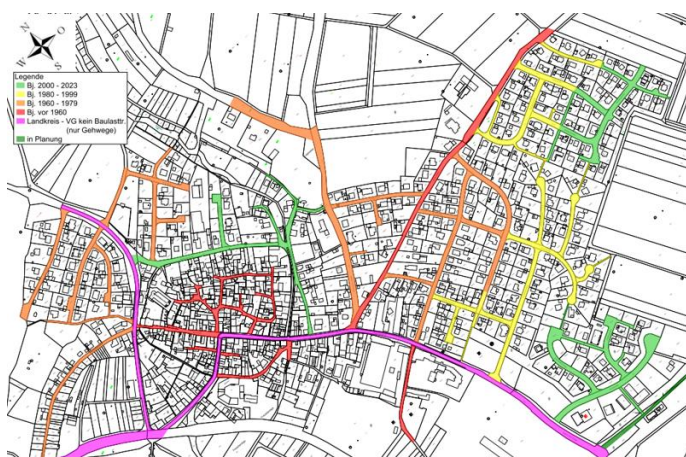 N
O
W
S
Legende
Bj. 2000 - 2023
Bj. 1980 - 1999
Bj. 1960 - 1979
Bj. vor 1960
Landkreis - VG kein Baulasttr.
(nur Gehwege)
in Planung